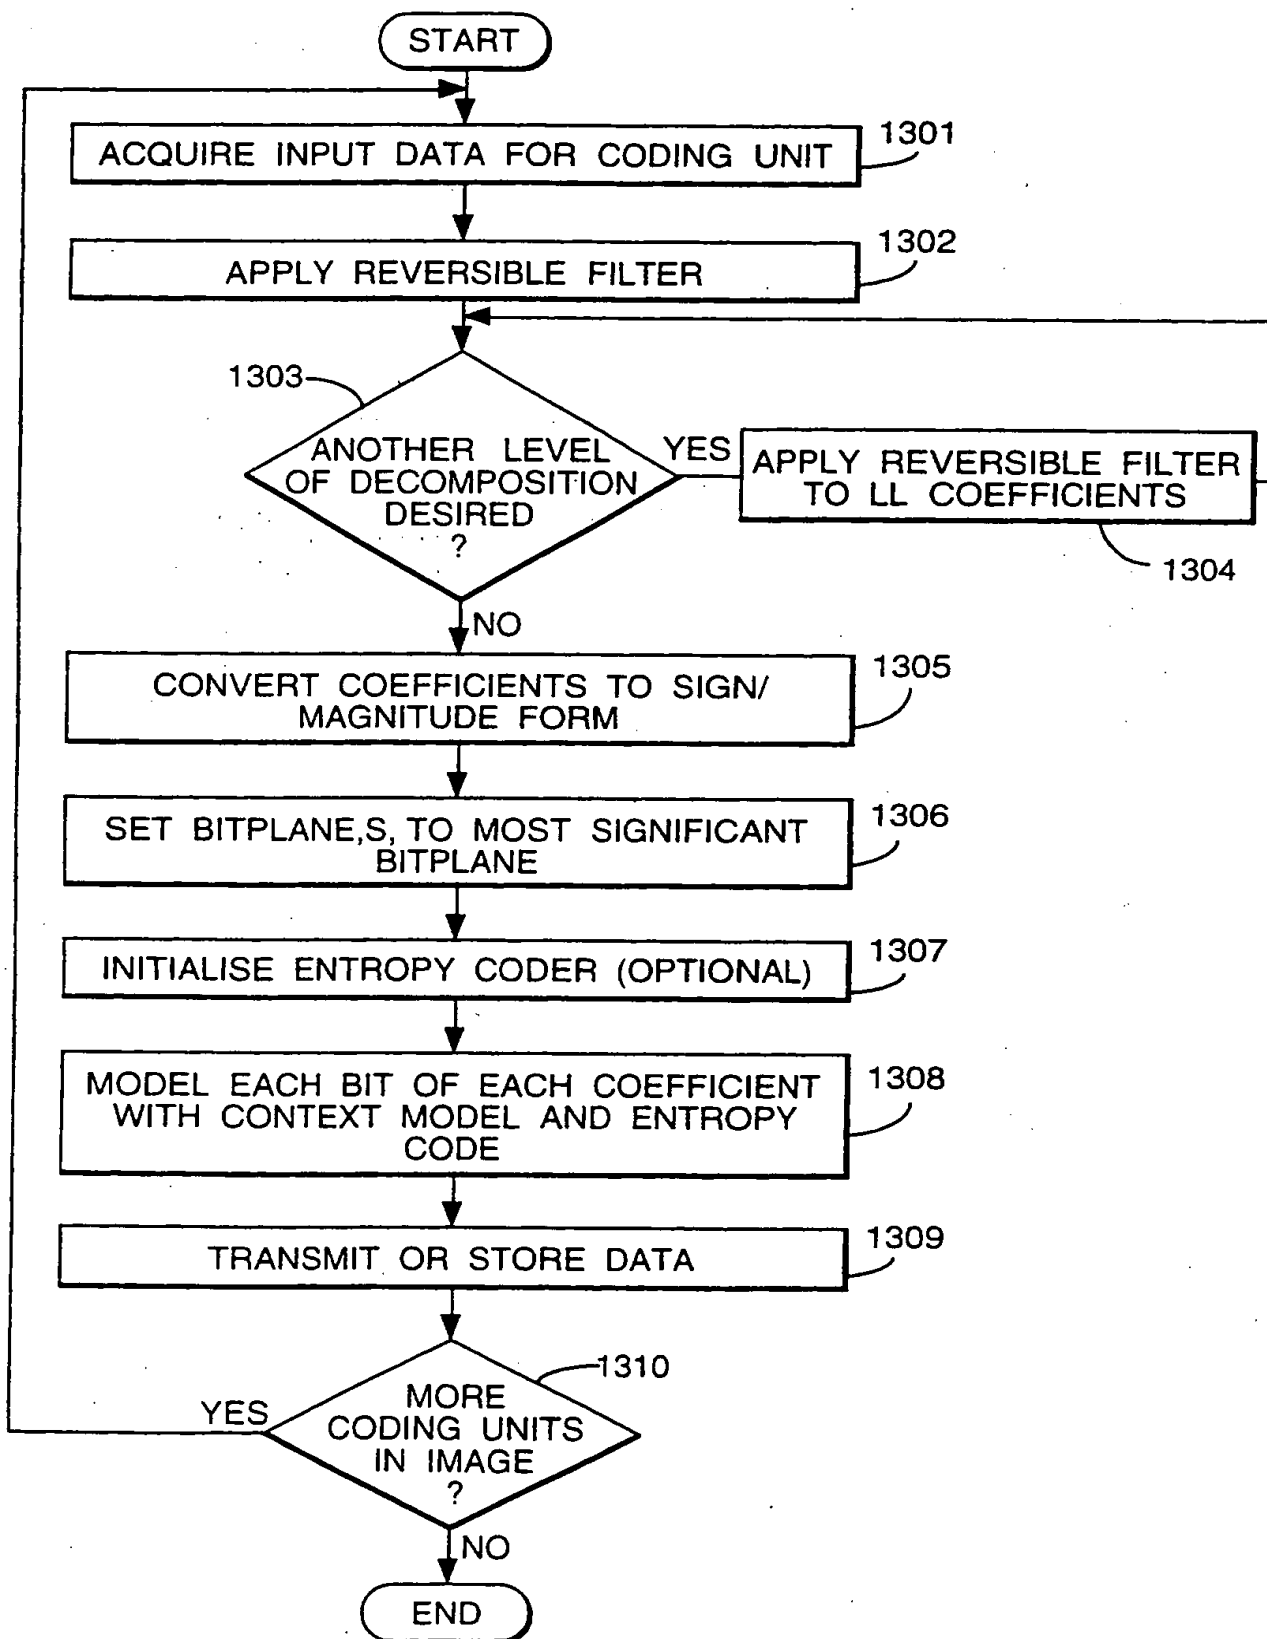 START
1301
ACQUIRE INPUT DATA FOR CODING UNIT
1302
APPLY REVERSIBLE FILTER
1303
ANOTHER LEVEL
OF DECOMPOSITION
DESIRED
?
YES
APPLY REVERSIBLE FILTER
TO LL COEFFICIENTS
1304
NO
1305
CONVERT COEFFICIENTS TO SIGN/
MAGNITUDE FORM
1306
SET BITPLANE,S, TO MOST SIGNIFICANT
BITPLANE
1307
INITIALISE ENTROPY CODER (OPTIONAL)
1308
MODEL EACH BIT OF EACH COEFFICIENT
WITH CONTEXT MODEL AND ENTROPY
CODE
1309
TRANSMIT OR STORE DATA
1310
MORE
CODING UNITS
IN IMAGE
?
YES
NO
END